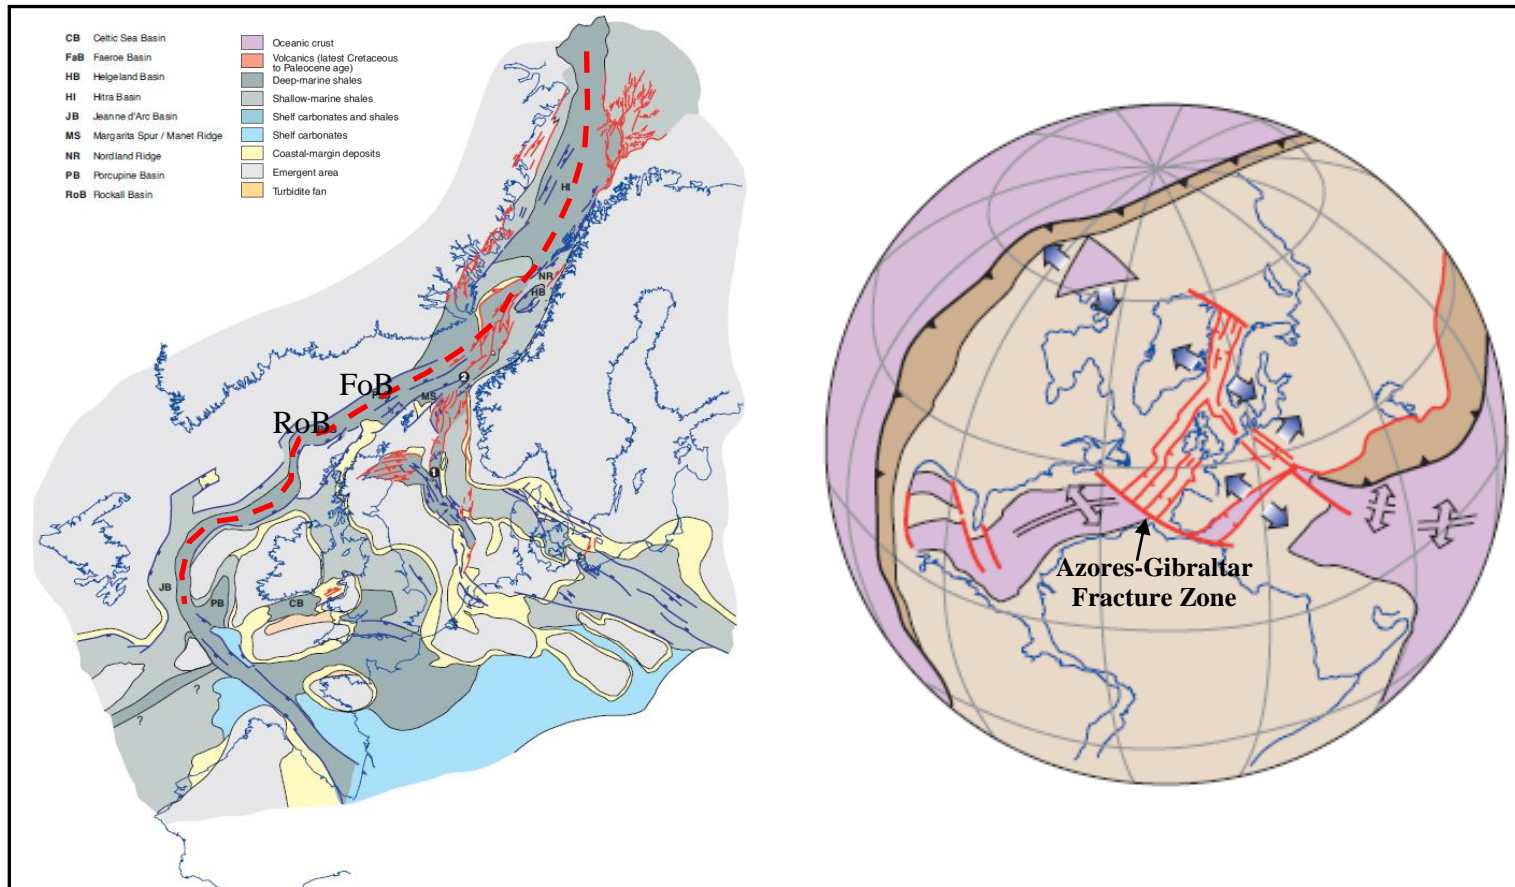 CB Celtic Sea Basin
FaB Faeroe Basin
HB Helgeland Basin
HI Hitra Basin
JB Jeanne d'Arc Basin
MS Margarita Spur / Manet Ridge
NR Nordland Ridge
PB Porcupine Basin
RoB Rockall Basin
Oceanic crust
Volcanics (latest Cretaceous
to Paleocene age)
Deep-marine shales
Shallow-marine shales
Shelf carbonates and shales
Shelf carbonates
Coastal-margin deposits
Emergent area
Turbidite fan
HI
NR
HB
2
FoB
MS
RoB
1
JB
PB
CB
?
?
Azores-Gibraltar
Fracture Zone